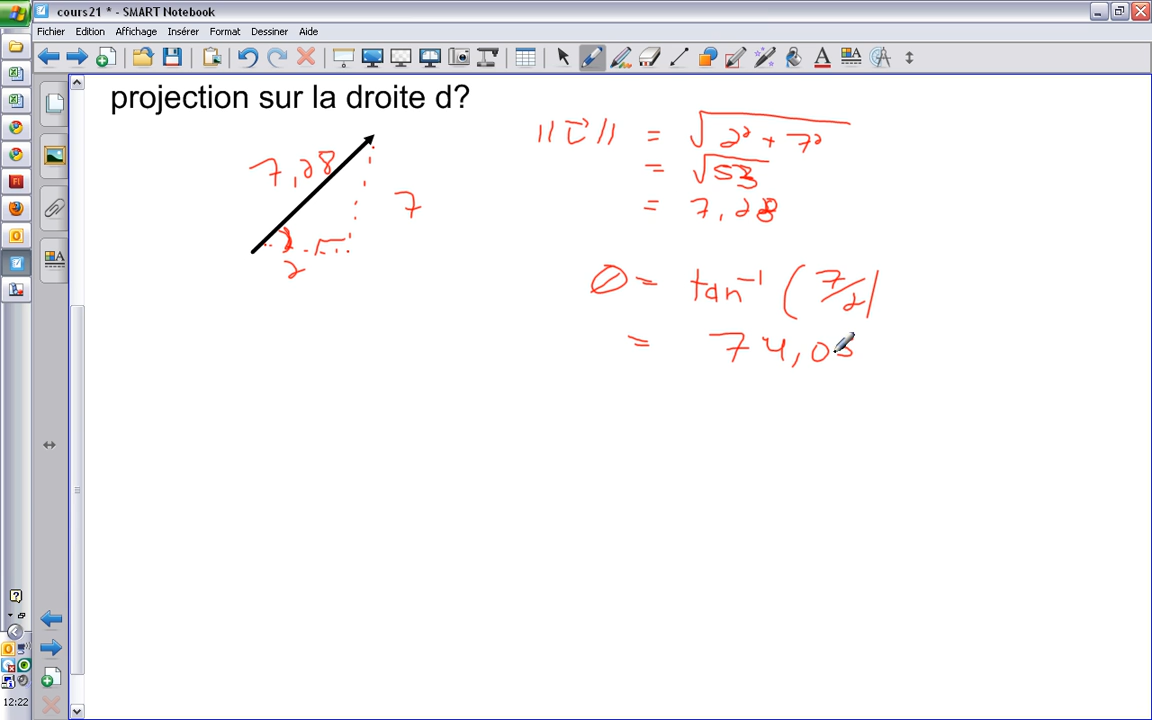 cours21 * - SMART Notebook
Fichier Edition Affichage Insérer Format Dessiner Aide
projection sur la droite d?
7,28
7
2
||v|| = √2² + 7²
= √53
= 7,28
θ = tan⁻¹ (7/2)
= 74,05
12:22